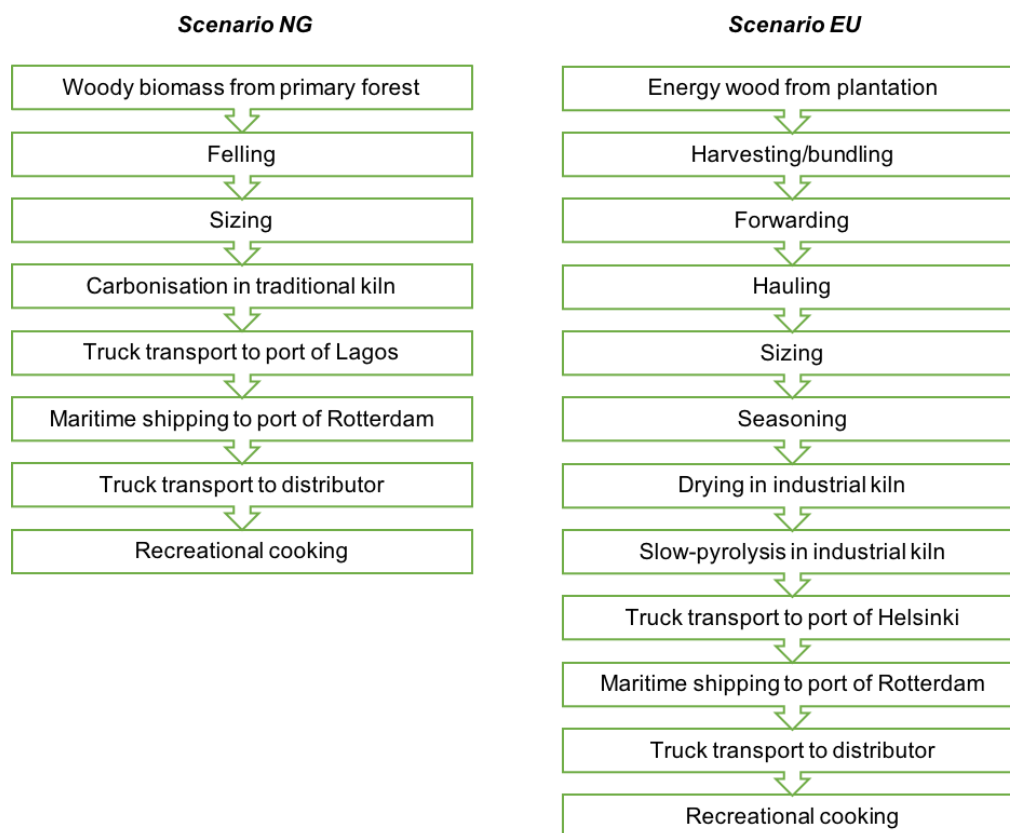 Scenario NG
Woody biomass from primary forest
Felling
Sizing
Carbonisation in traditional kiln
Truck transport to port of Lagos
Maritime shipping to port of Rotterdam
Truck transport to distributor
Recreational cooking
Scenario EU
Energy wood from plantation
Harvesting/bundling
Forwarding
Hauling
Sizing
Seasoning
Drying in industrial kiln
Slow-pyrolysis in industrial kiln
Truck transport to port of Helsinki
Maritime shipping to port of Rotterdam
Truck transport to distributor
Recreational cooking